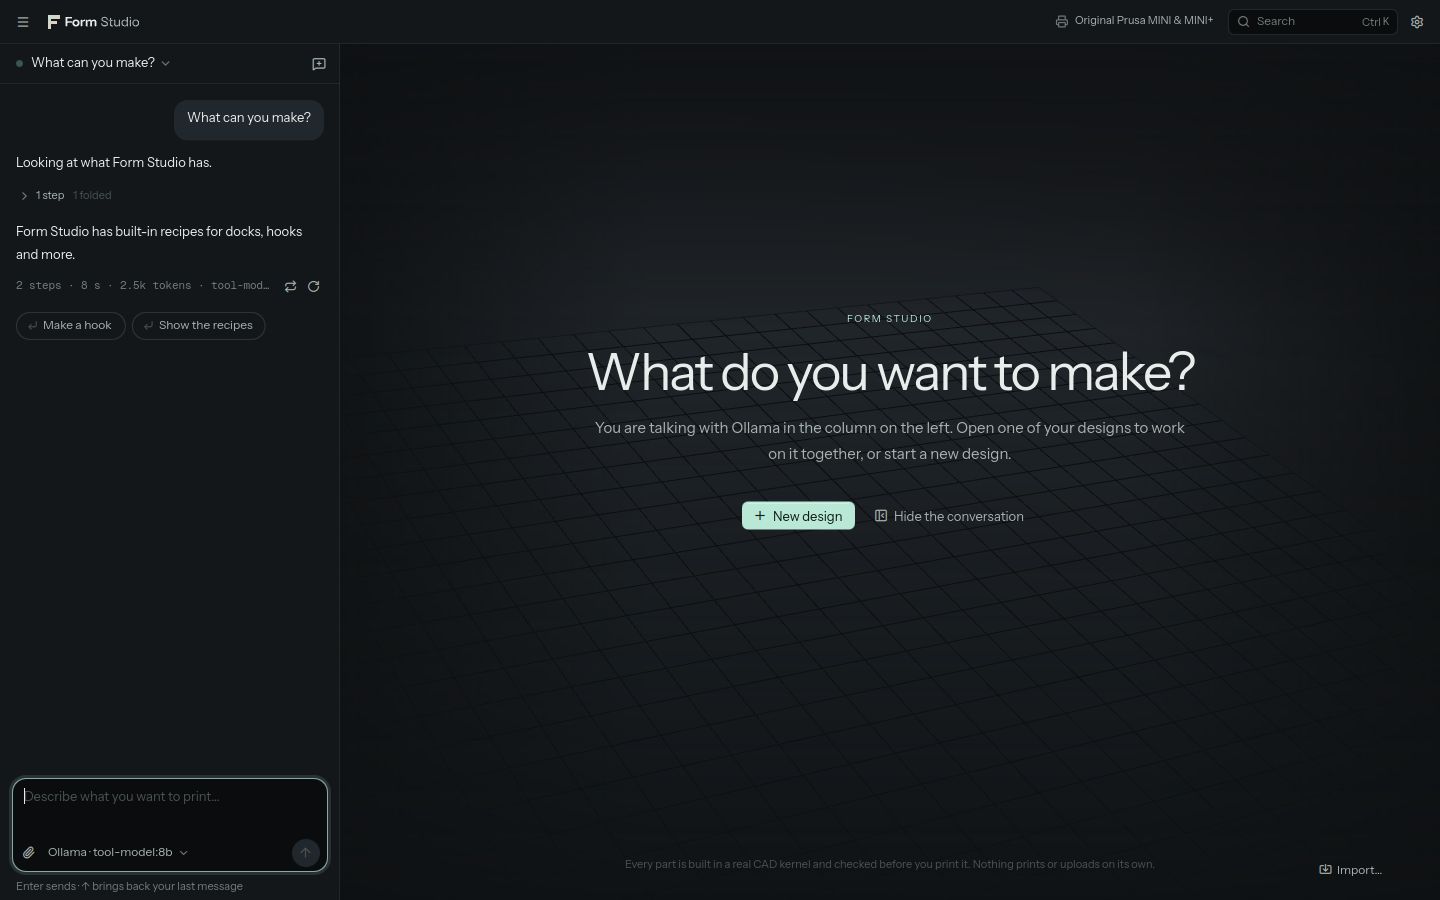 Form Studio
Original Prusa MINI & MINI+
Search
Ctrl K
What can you make?
What can you make?
Looking at what Form Studio has.
1 step 1 folded
Form Studio has built-in recipes for docks, hooks
and more.
2 steps · 8 s · 2.5k tokens · tool-mod…
Make a hook
Show the recipes
FORM STUDIO
What do you want to make?
You are talking with Ollama in the column on the left. Open one of your designs to work
on it together, or start a new design.
New design
Hide the conversation
Describe what you want to print…
Ollama · tool-model:8b
Enter sends · ↑ brings back your last message
Every part is built in a real CAD kernel and checked before you print it. Nothing prints or uploads on its own.
Import…